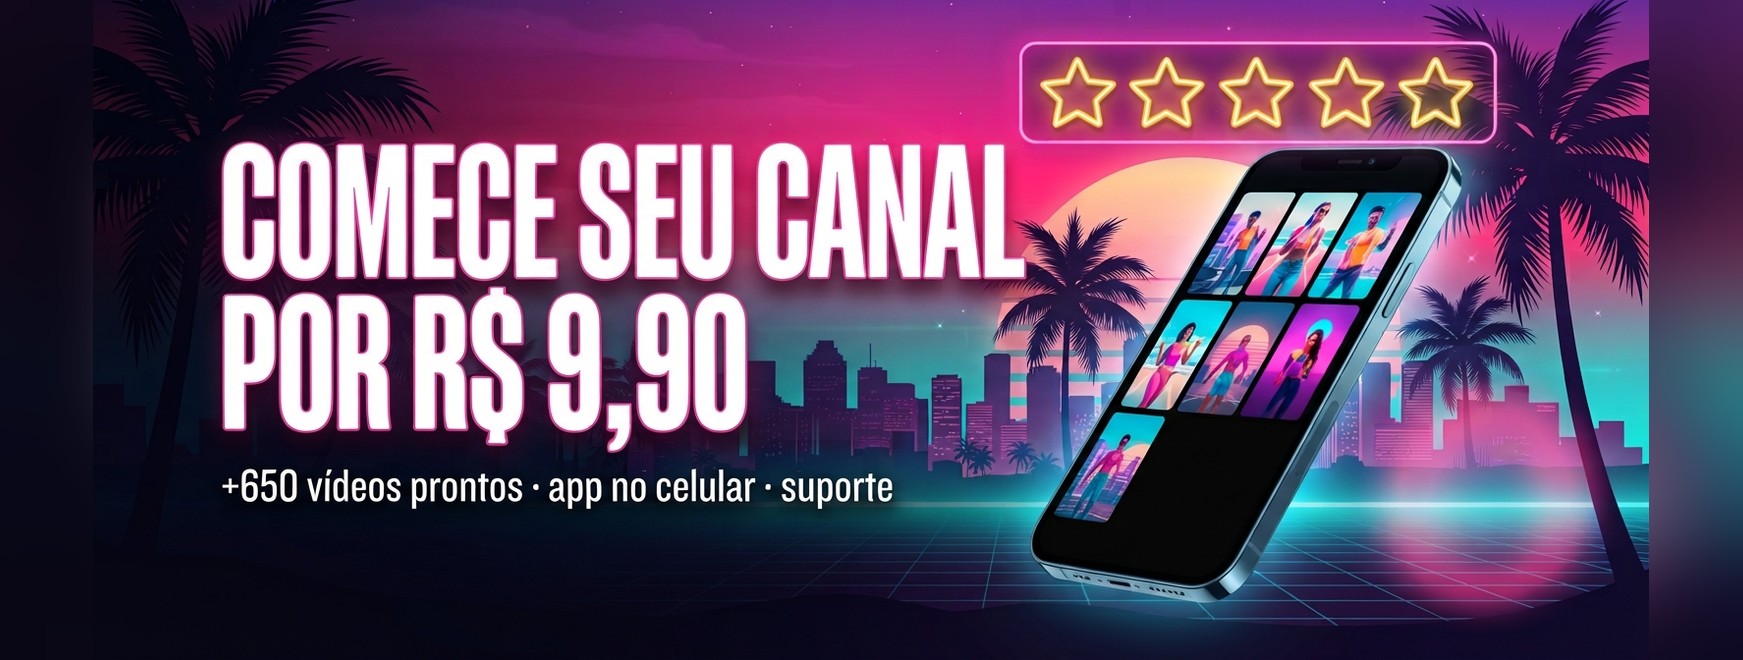 COMECE SEU CANAL
POR R$ 9,90
+650 vídeos prontos · app no celular · suporte